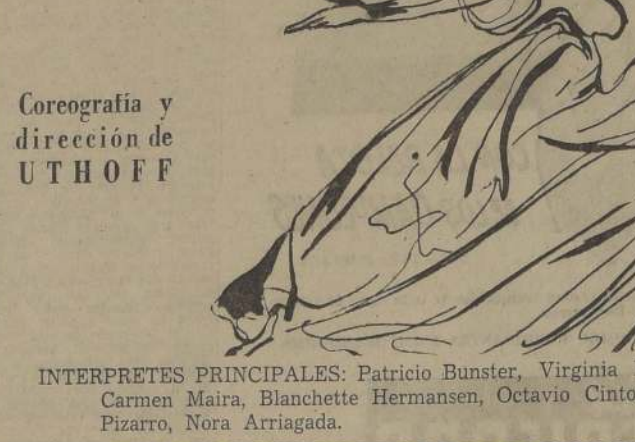 Coreografía y
dirección de
UTHOFF
INTERPRETES PRINCIPALES: Patricio Bunster, Virginia
Carmen Maira, Blanchette Hermansen, Octavio Cinto
Pizarro, Nora Arriagada.